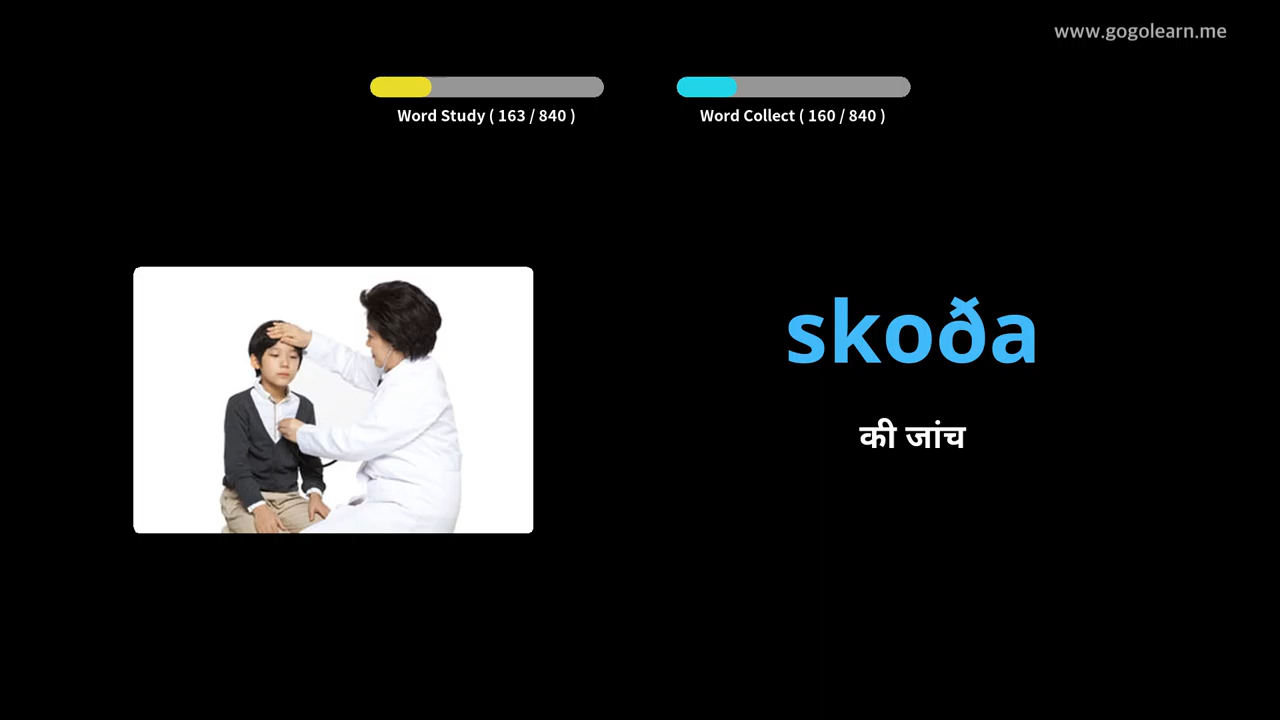 www.gogolearn.me
Word Study ( 163 / 840 )
Word Collect ( 160 / 840 )
skoða
की जांच